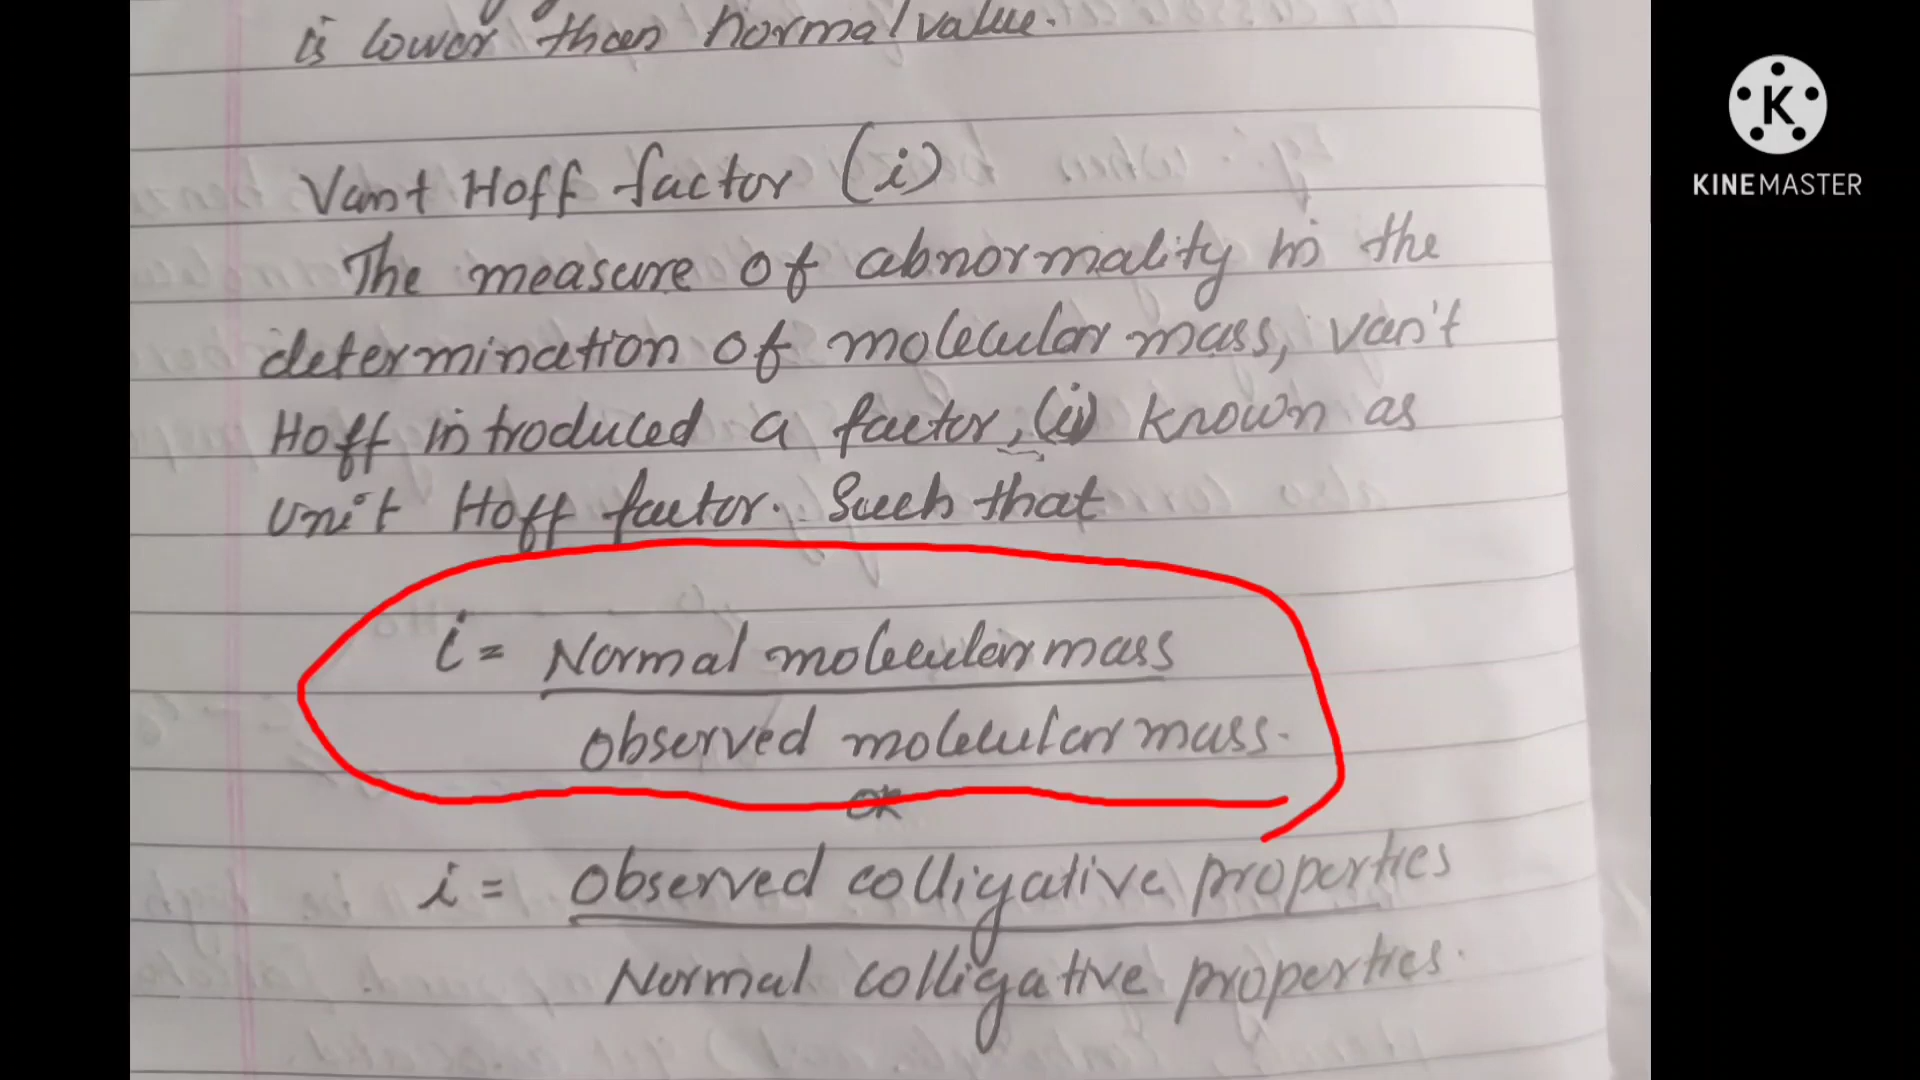 is lower than normal value.
Vant Hoff factor (i)
The measure of abnormality in the
determination of molecular mass, van't
Hoff introduced a factor, (i) known as
unit Hoff factor. Such that
i = Normal molecular mass
observed molecular mass.
OR
i = observed colligative properties
Normal colligative properties.
K
KINEMASTER